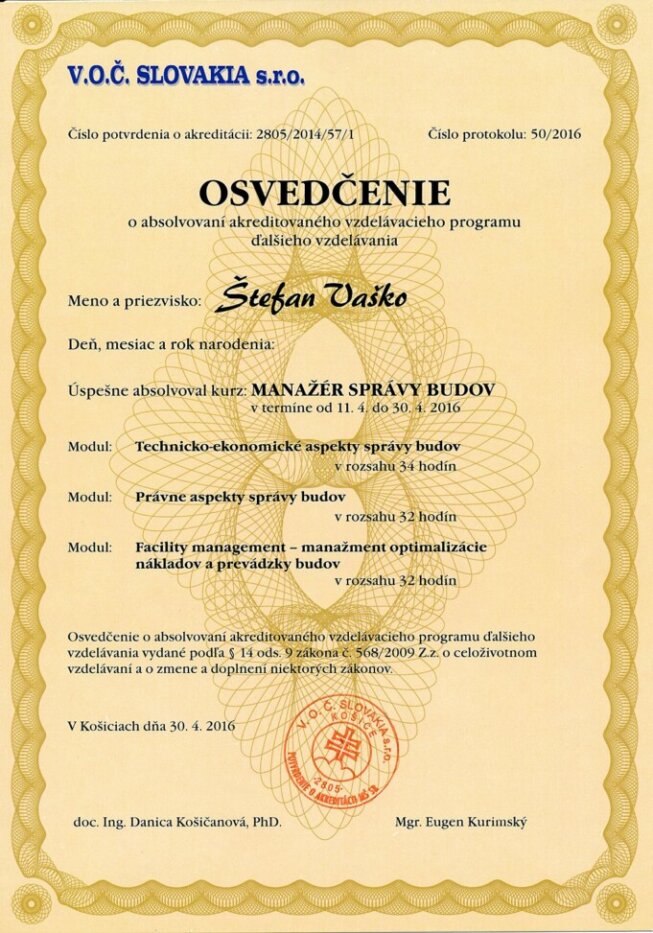 V.O.Č. SLOVAKIA s.r.o.
Číslo potvrdenia o akreditácii: 2805/2014/57/1 Číslo protokolu: 50/2016
OSVEDČENIE
o absolvovaní akreditovaného vzdelávacieho programu
ďalšieho vzdelávania
Meno a priezvisko: Štefan Vaško
Deň, mesiac a rok narodenia:
Úspešne absolvoval kurz: MANAŽÉR SPRÁVY BUDOV
v termíne od 11. 4. do 30. 4. 2016
Modul: Technicko-ekonomické aspekty správy budov
v rozsahu 34 hodín
Modul: Právne aspekty správy budov
v rozsahu 32 hodín
Modul: Facility management – manažment optimalizácie
nákladov a prevádzky budov
v rozsahu 32 hodín
Osvedčenie o absolvovaní akreditovaného vzdelávacieho programu ďalšieho
vzdelávania vydané podľa § 14 ods. 9 zákona č. 568/2009 Z.z. o celoživotnom
vzdelávaní a o zmene a doplnení niektorých zákonov.
V Košiciach dňa 30. 4. 2016
V. O. Č. SLOVAKIA s.r.o.
KOŠICE
2805
POTVRDENIE O AKREDITÁCII MŠ SR
doc. Ing. Danica Košičanová, PhD. Mgr. Eugen Kurimský